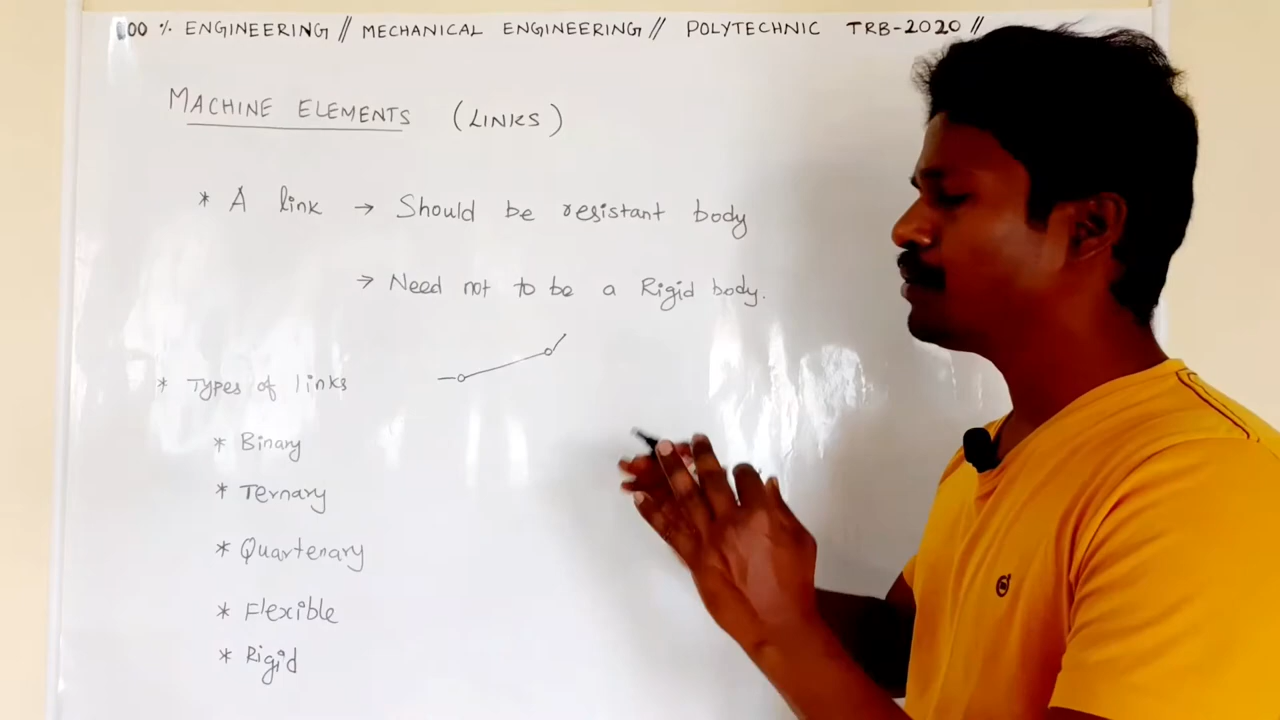 100 % ENGINEERING // MECHANICAL ENGINEERING // POLYTECHNIC TRB-2020 //
MACHINE ELEMENTS (LINKS)
* A link → Should be resistant body
→ Need not to be a Rigid body.
* Types of links
* Binary
* Ternary
* Quartenary
* Flexible
* Rigid